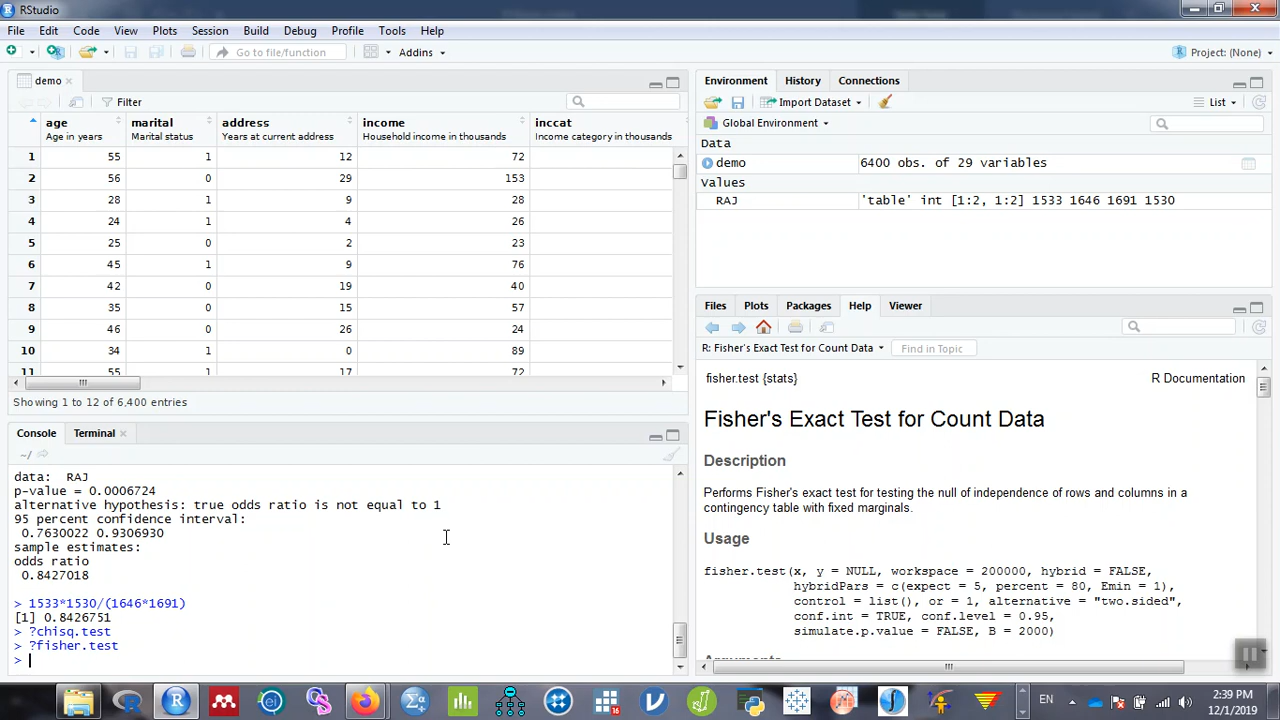 RStudio
File Edit Code View Plots Session Build Debug Profile Tools Help
Go to file/function Addins Project: (None)
demo
Filter
age marital address income inccat
Age in years Marital status Years at current address Household income in thousands Income category in thousands
1 55 1 12 72
2 56 0 29 153
3 28 1 9 28
4 24 1 4 26
5 25 0 2 23
6 45 1 9 76
7 42 0 19 40
8 35 0 15 57
9 46 0 26 24
10 34 1 0 89
11 55 1 17 72
Showing 1 to 12 of 6,400 entries
Console Terminal
~/
data: RAJ
p-value = 0.0006724
alternative hypothesis: true odds ratio is not equal to 1
95 percent confidence interval:
0.7630022 0.9306930
sample estimates:
odds ratio
0.8427018
> 1533*1530/(1646*1691)
[1] 0.8426751
> ?chisq.test
> ?fisher.test
>
Environment History Connections
Import Dataset List
Global Environment
Data
demo 6400 obs. of 29 variables
Values
RAJ 'table' int [1:2, 1:2] 1533 1646 1691 1530
Files Plots Packages Help Viewer
R: Fisher's Exact Test for Count Data Find in Topic
fisher.test {stats} R Documentation
Fisher's Exact Test for Count Data
Description
Performs Fisher's exact test for testing the null of independence of rows and columns in a
contingency table with fixed marginals.
Usage
fisher.test(x, y = NULL, workspace = 200000, hybrid = FALSE,
hybridPars = c(expect = 5, percent = 80, Emin = 1),
control = list(), or = 1, alternative = "two.sided",
conf.int = TRUE, conf.level = 0.95,
simulate.p.value = FALSE, B = 2000)
EN 2:39 PM
12/1/2019